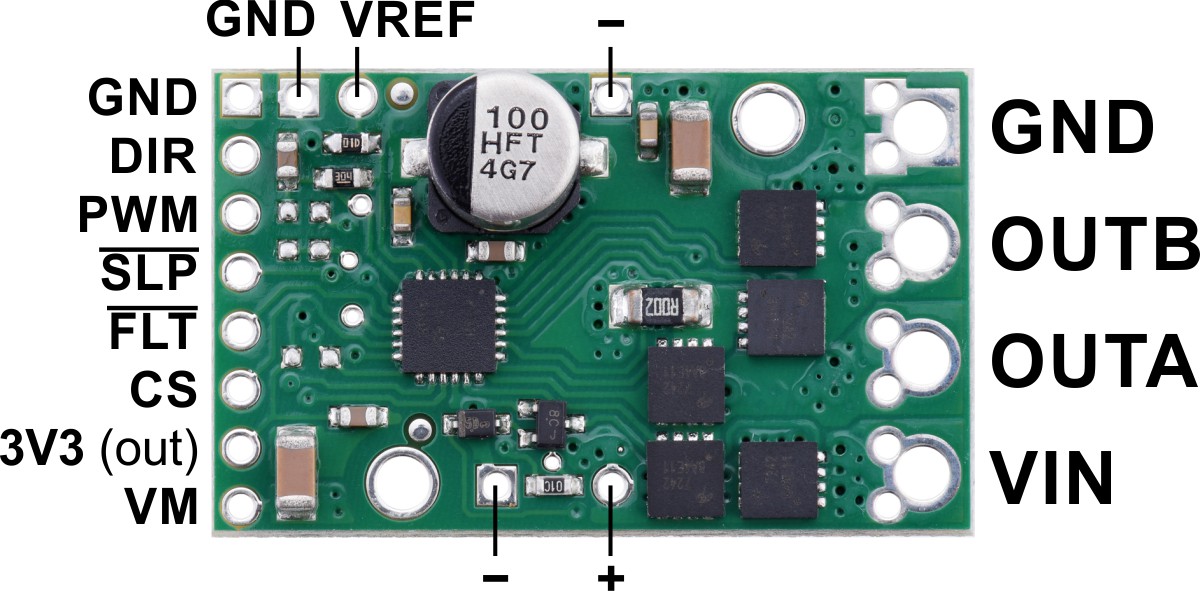 GND VREF −
GND
DIR
PWM
SLP
FLT
CS
3V3 (out)
VM
100
HFT
4G7
R002
− +
GND
OUTB
OUTA
VIN